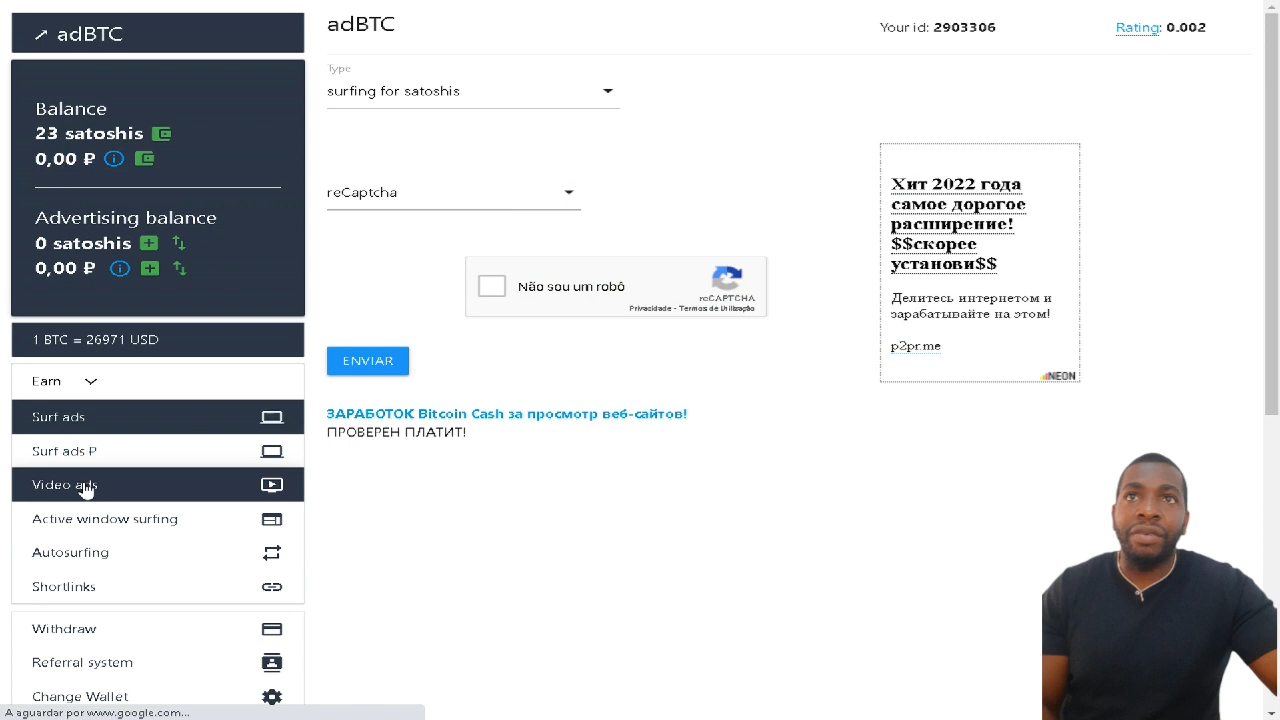 adBTC
Balance
23 satoshis
0,00 ₽
Advertising balance
0 satoshis
0,00 ₽
1 BTC = 26971 USD
Earn
Surf ads
Surf ads ₽
Video ads
Active window surfing
Autosurfing
Shortlinks
Withdraw
Referral system
Change Wallet
A aguardar por www.google.com...
adBTC
Your id: 2903306
Rating: 0.002
Type
surfing for satoshis
reCaptcha
Não sou um robô
reCAPTCHA
Privacidade - Termos de Utilização
ENVIAR
ЗАРАБОТОК Bitcoin Cash за просмотр веб-сайтов!
ПРОВЕРЕН ПЛАТИТ!
Хит 2022 года
самое дорогое
расширение!
$$скорее
установи$$
Делитесь интернетом и
зарабатывайте на этом!
p2pr.me
NEON